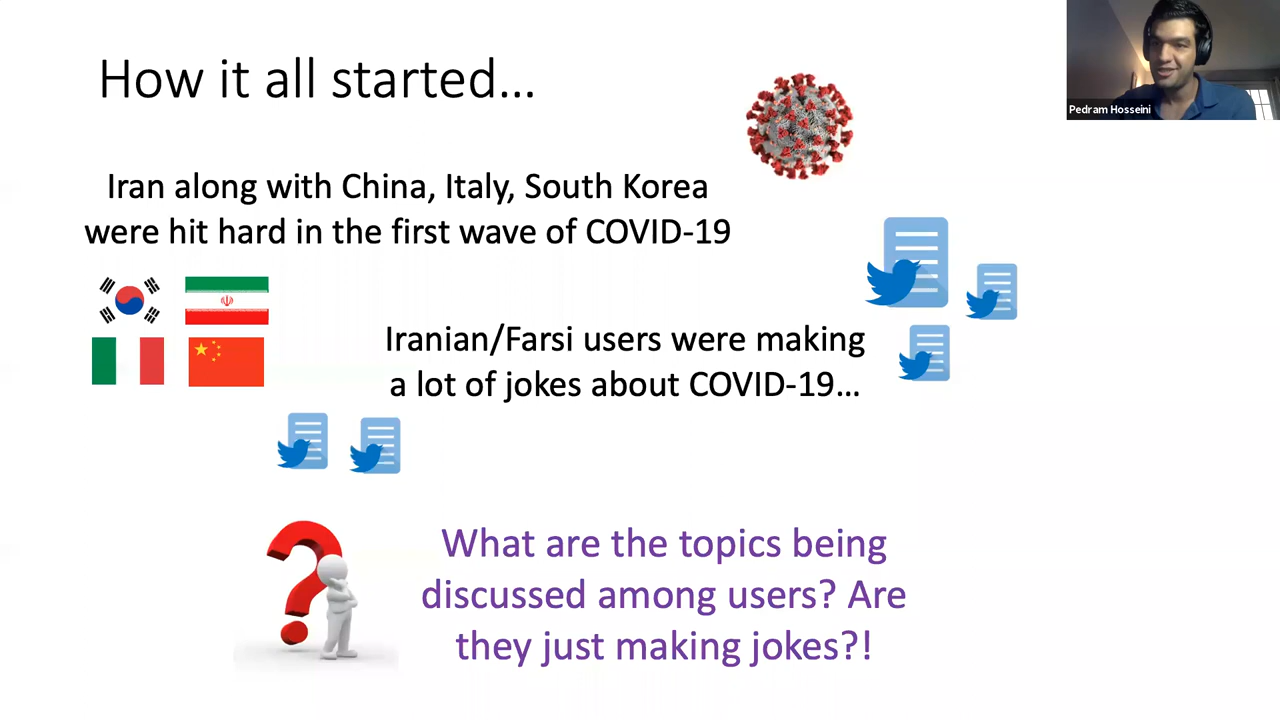 How it all started...
Pedram Hosseini
Iran along with China, Italy, South Korea
were hit hard in the first wave of COVID-19
Iranian/Farsi users were making
a lot of jokes about COVID-19...
What are the topics being
discussed among users? Are
they just making jokes?!